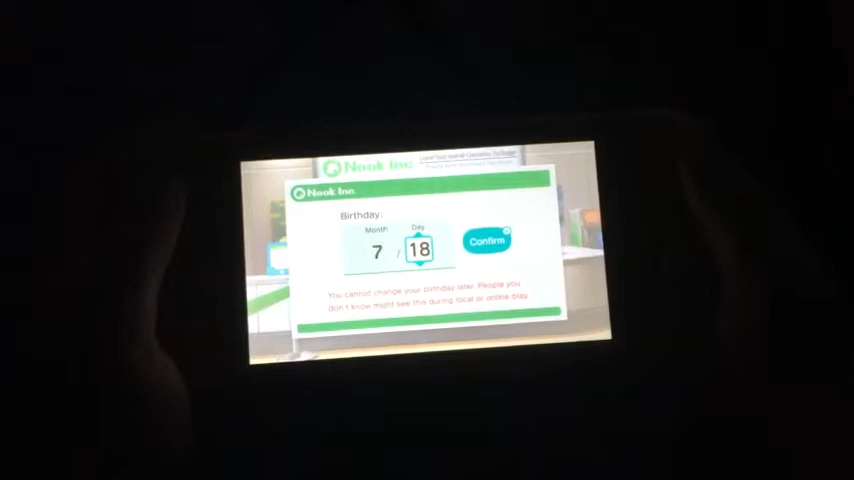 Nook Inc.
Nook Inc.
Birthday:
Month Day
7 / 18
Confirm
You cannot change your birthday later. People you
don't know might see this during local or online play.